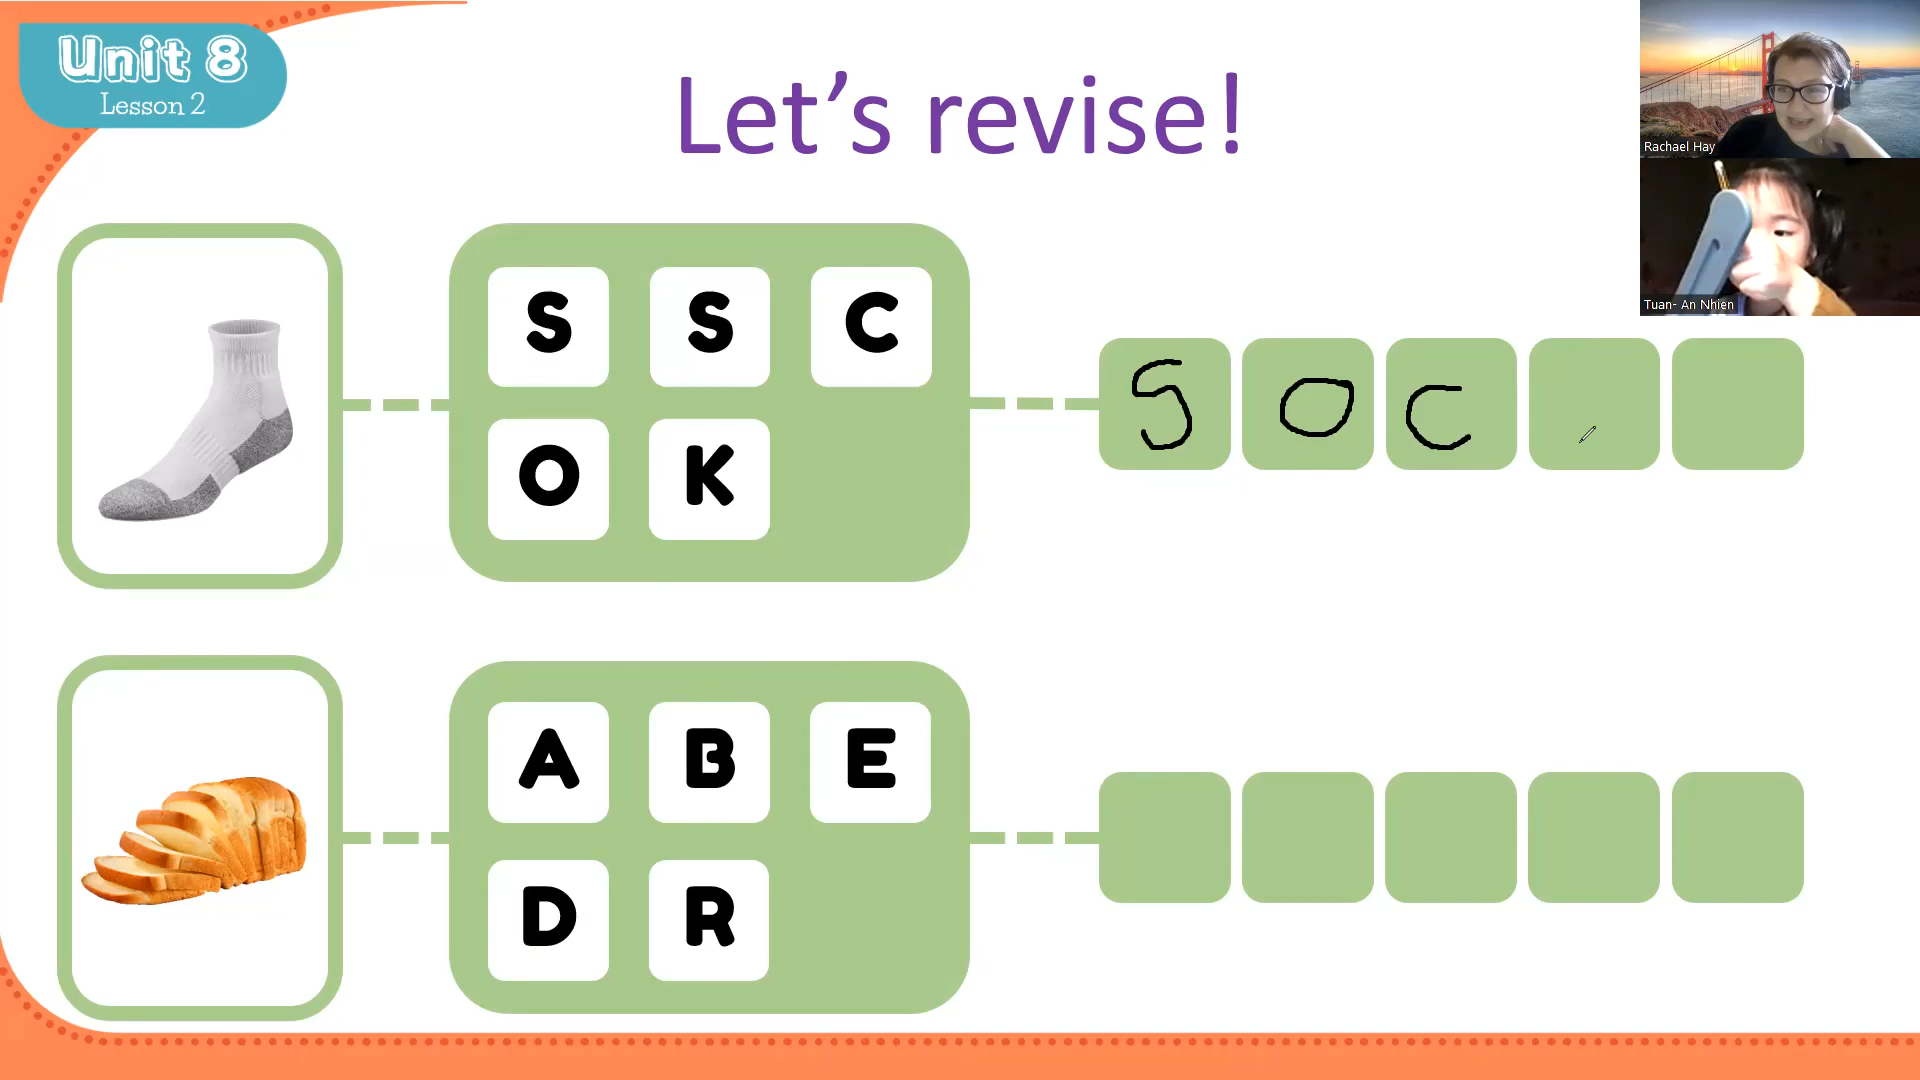 Unit 8
Lesson 2
Let's revise!
Rachael Hay
Tuan- An Nhien
S S C
O K
S O C
A B E
D R